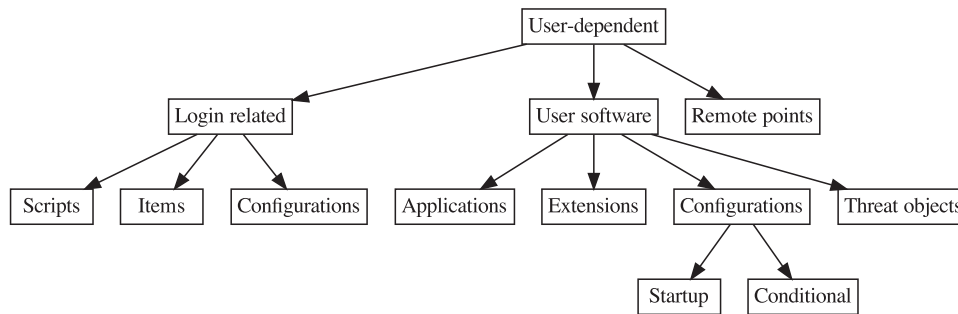 User-dependent
Login related
User software
Remote points
Scripts
Items
Configurations
Applications
Extensions
Configurations
Threat objects
Startup
Conditional